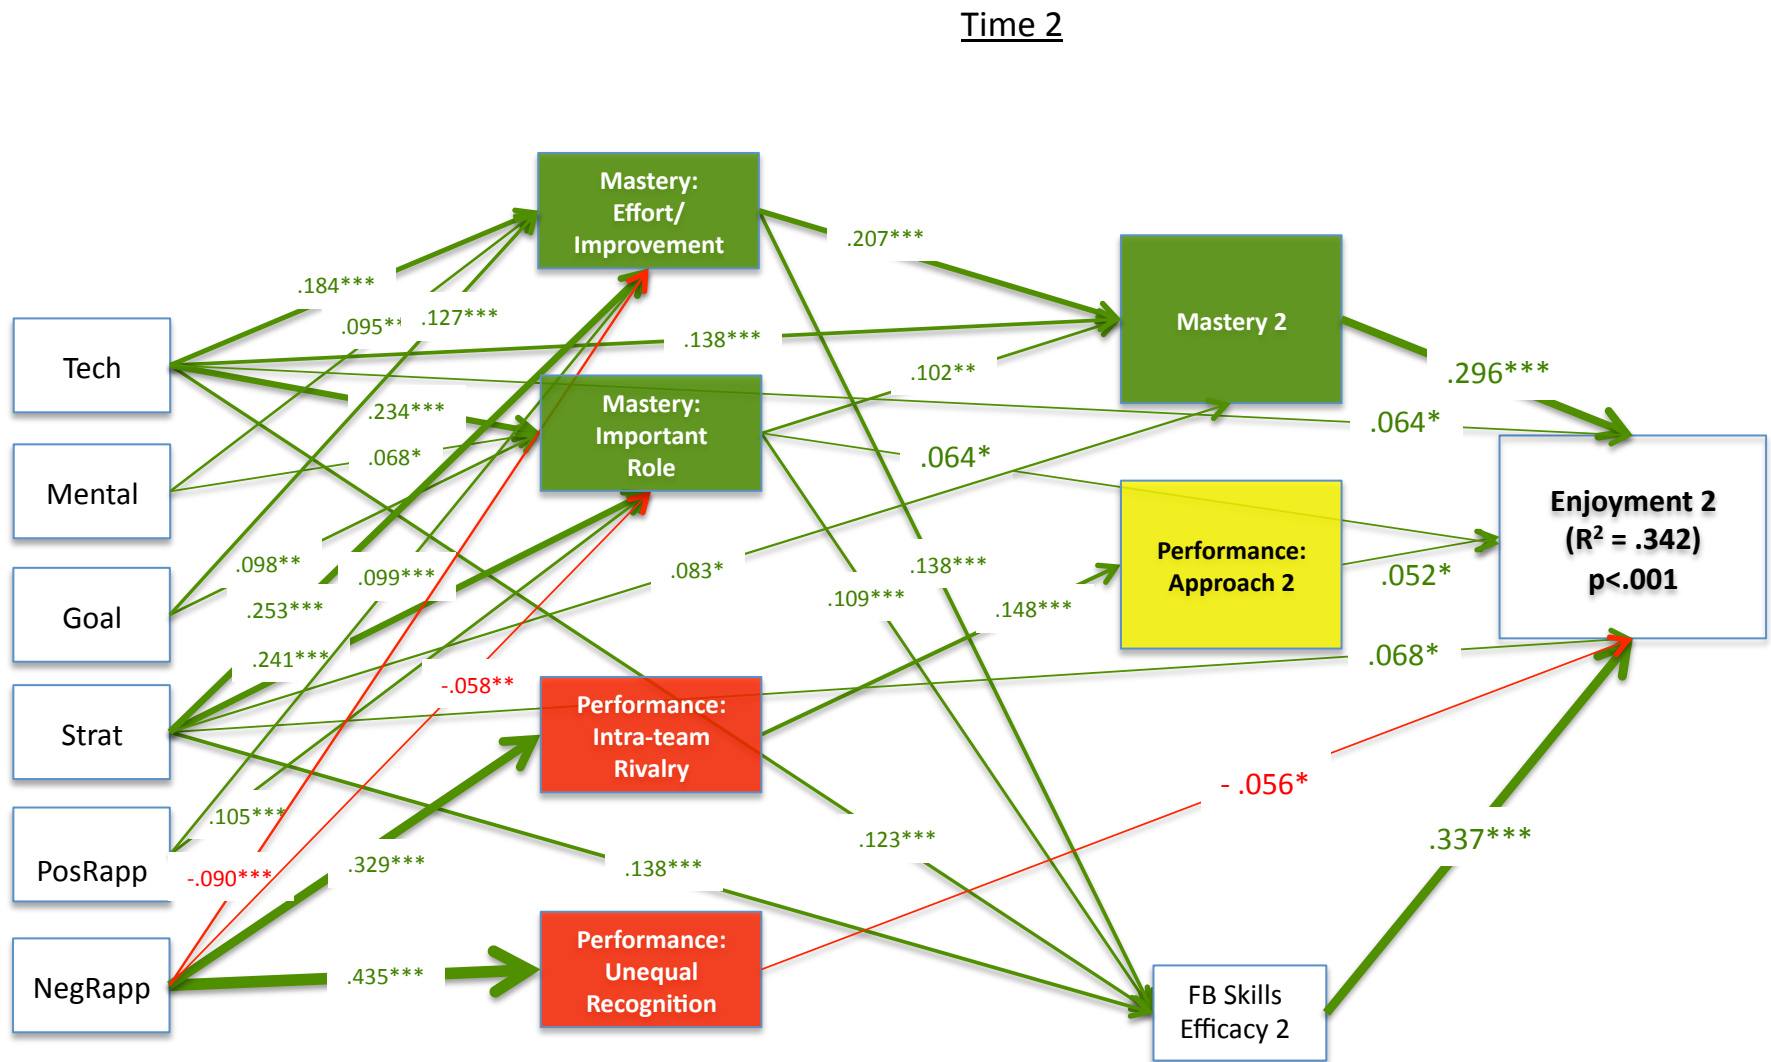 Time 2
Mastery:
Effort/
Improvement
.207***
.184***
.095**
.127***
Mastery 2
Tech
.138***
.102**
.296***
.234***
Mastery:
Important
Role
.064*
.068*
.064*
Mental
Enjoyment 2
(R² = .342)
p<.001
Performance:
Approach 2
.098**
.099***
.083*
.138***
.052*
Goal
.253***
.109***
.148***
.241***
.068*
-.058**
Strat
Performance:
Intra-team
Rivalry
- .056*
.105***
.329***
.123***
.337***
PosRapp
-.090***
.138***
NegRapp
.435***
Performance:
Unequal
Recognition
FB Skills
Efficacy 2